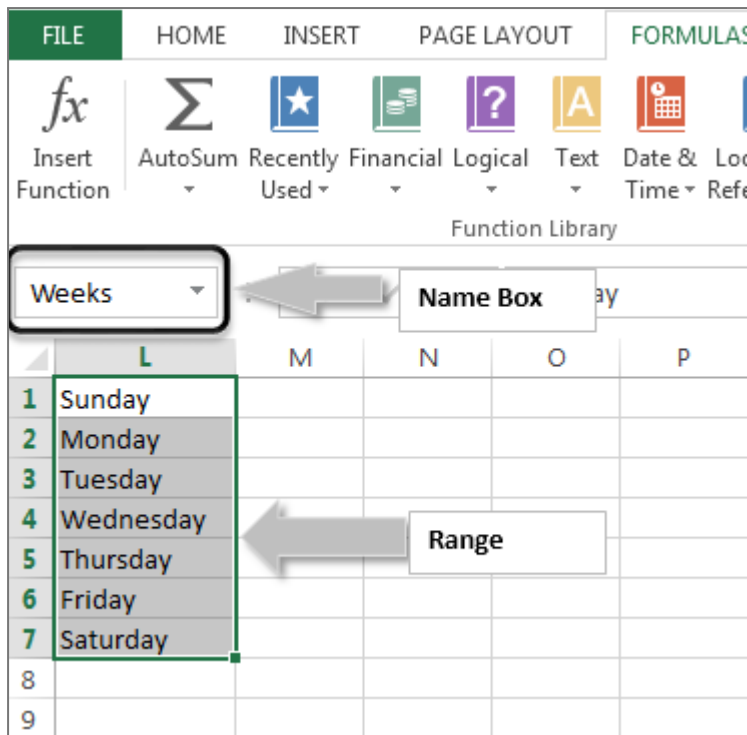 FILE HOME INSERT PAGE LAYOUT FORMULAS
fx
Insert Function
AutoSum
Recently Used
Financial
Logical
Text
Date & Time
Function Library
Weeks
Name Box
L M N O P
1 Sunday
2 Monday
3 Tuesday
4 Wednesday
Range
5 Thursday
6 Friday
7 Saturday
8
9